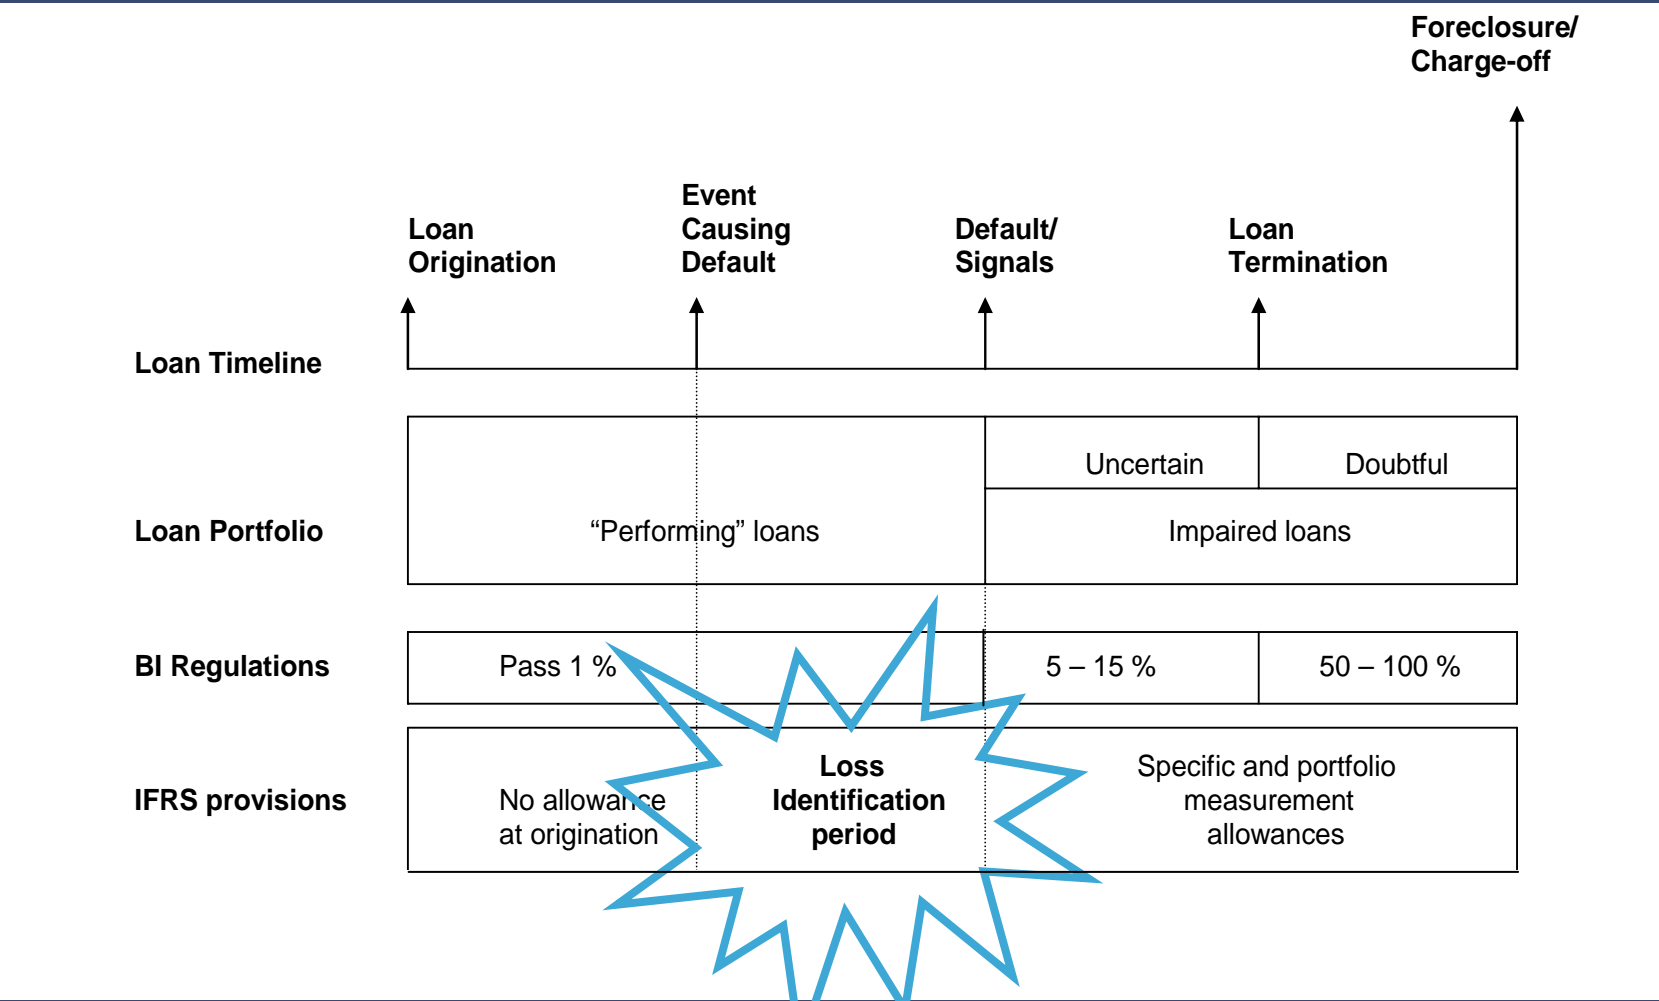 Foreclosure/
Charge-off
Event
Loan Causing Default/ Loan
Origination Default Signals Termination
Loan Timeline
Uncertain Doubtful
Loan Portfolio “Performing” loans Impaired loans
BI Regulations Pass 1 % 5 – 15 % 50 – 100 %
Loss Specific and portfolio
IFRS provisions No allowance Identification measurement
at origination period allowances